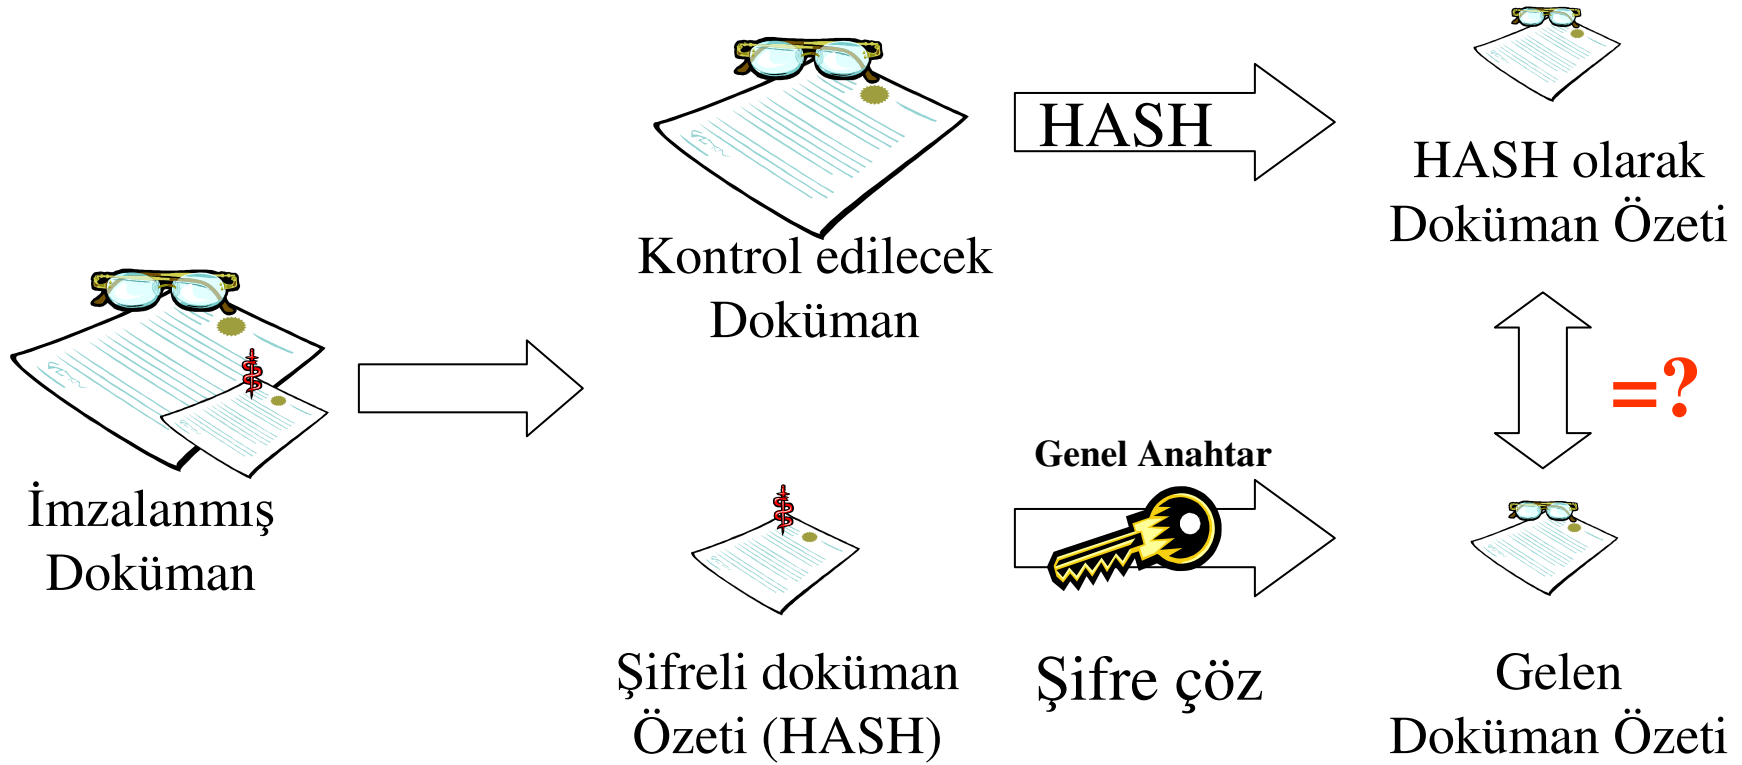 İmzalanmış
Doküman
Kontrol edilecek
Doküman
HASH
HASH olarak
Doküman Özeti
=?
Şifreli doküman
Özeti (HASH)
Genel Anahtar
Şifre çöz
Gelen
Doküman Özeti